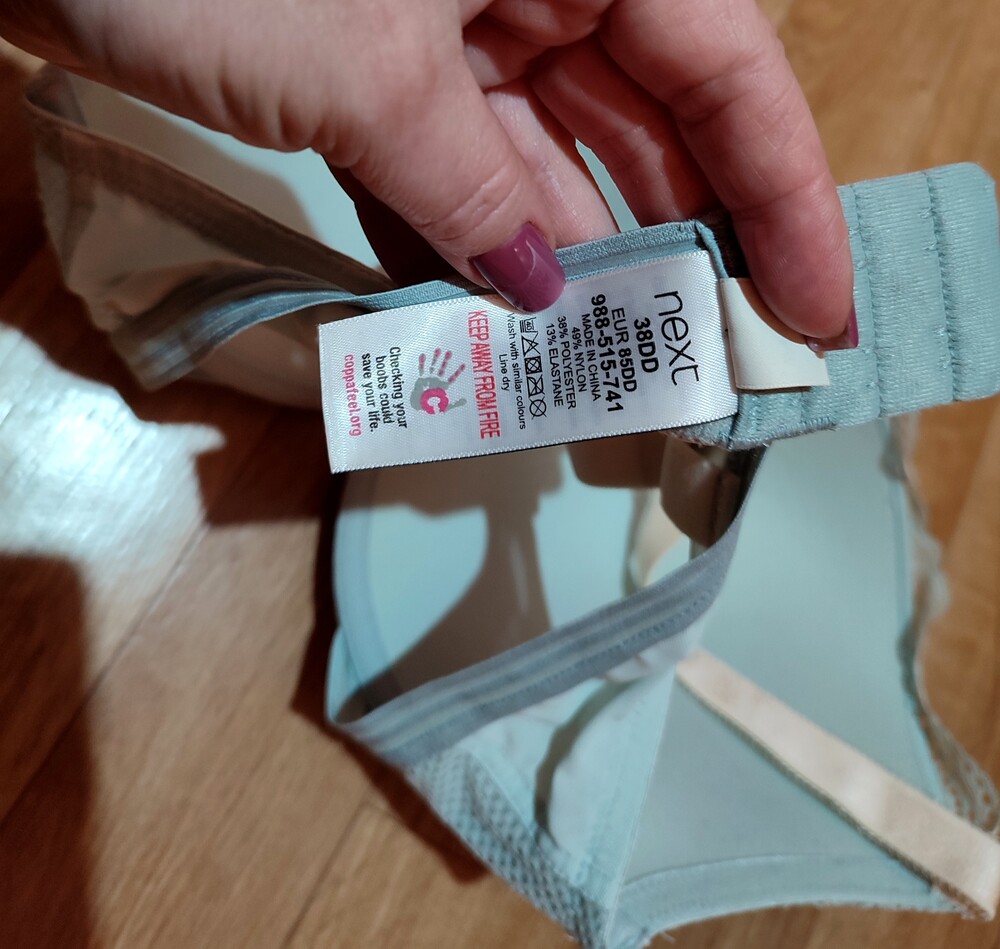 next
38DD
EUR 85DD
988-515-741
MADE IN CHINA
49% NYLON
38% POLYESTER
13% ELASTANE
Wash with similar colours
Line dry
KEEP AWAY FROM FIRE
C
Checking your
boobs could
save your life.
coppafeel.org